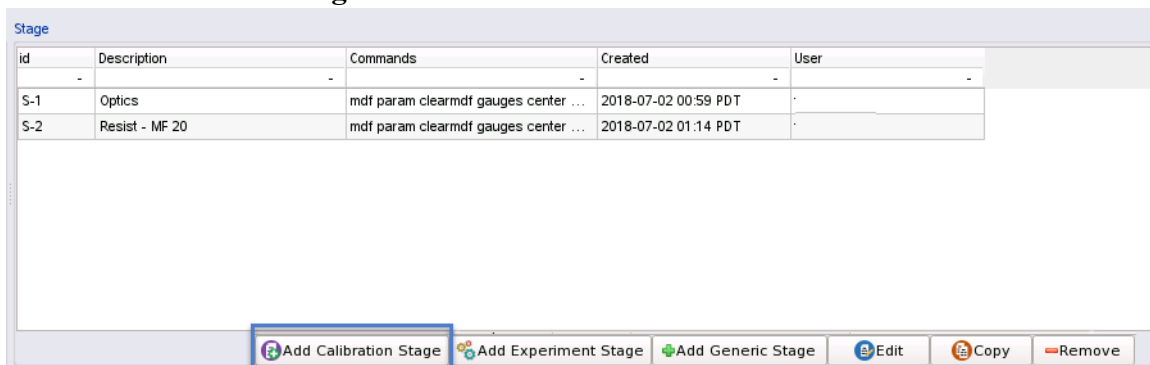 Stage
id Description Commands Created User
- - - - -
S-1 Optics mdf param clearmdf gauges center ... 2018-07-02 00:59 PDT
S-2 Resist - MF 20 mdf param clearmdf gauges center ... 2018-07-02 01:14 PDT
Add Calibration Stage Add Experiment Stage Add Generic Stage Edit Copy Remove